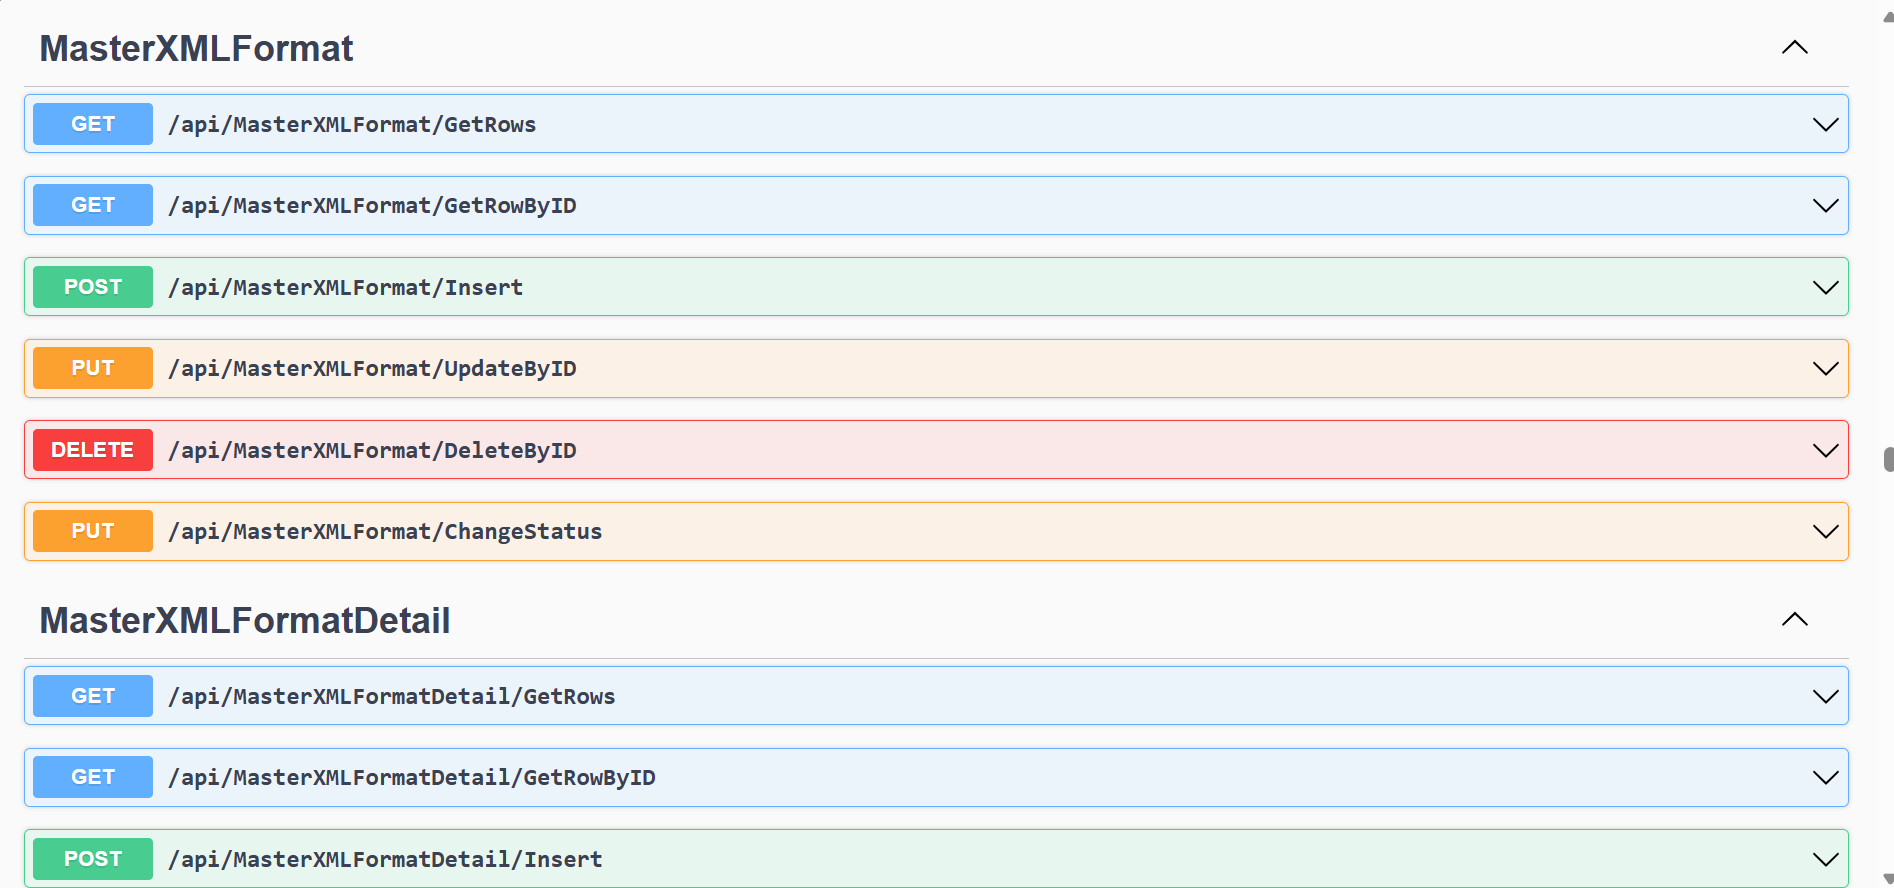 MasterXMLFormat
GET /api/MasterXMLFormat/GetRows
GET /api/MasterXMLFormat/GetRowByID
POST /api/MasterXMLFormat/Insert
PUT /api/MasterXMLFormat/UpdateByID
DELETE /api/MasterXMLFormat/DeleteByID
PUT /api/MasterXMLFormat/ChangeStatus
MasterXMLFormatDetail
GET /api/MasterXMLFormatDetail/GetRows
GET /api/MasterXMLFormatDetail/GetRowByID
POST /api/MasterXMLFormatDetail/Insert